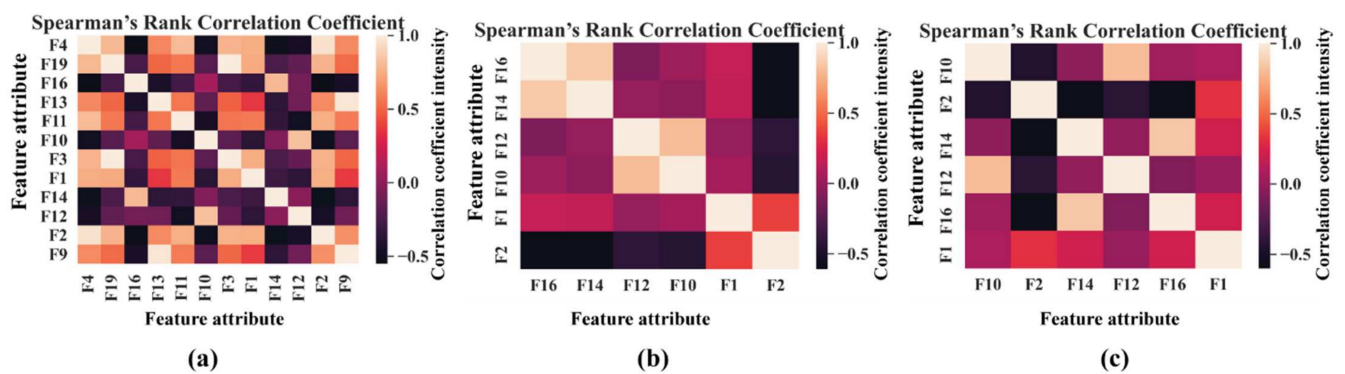 Spearman's Rank Correlation Coefficient
Feature attribute
F4
F19
F16
F13
F11
F10
F3
F1
F14
F12
F2
F9
F4 F19 F16 F13 F11 F10 F3 F1 F14 F12 F2 F9
Feature attribute
1.0
0.5
0.0
−0.5
Correlation coefficient intensity
(a)
Spearman's Rank Correlation Coefficient
Feature attribute
F16
F14
F12
F10
F1
F2
F16 F14 F12 F10 F1 F2
Feature attribute
1.0
0.5
0.0
−0.5
Correlation coefficient intensity
(b)
Spearman's Rank Correlation Coefficient
Feature attribute
F10
F2
F14
F12
F16
F1
F10 F2 F14 F12 F16 F1
Feature attribute
1.0
0.5
0.0
−0.5
Correlation coefficient intensity
(c)